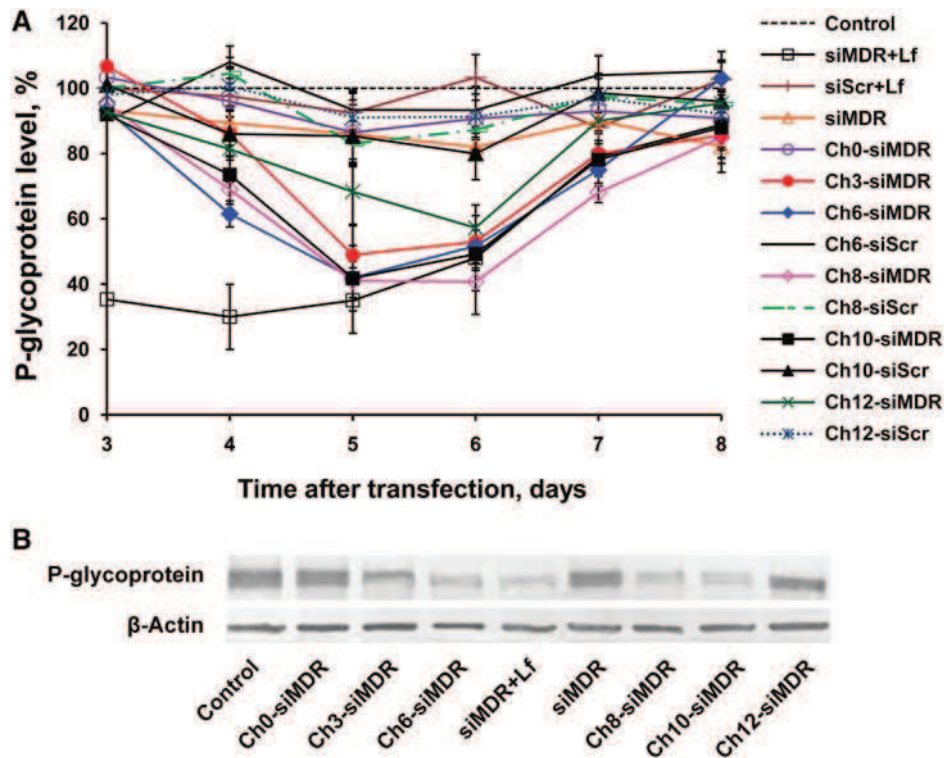 A
P-glycoprotein level, %
120
100
80
60
40
20
0
3 4 5 6 7 8
Time after transfection, days
Control
siMDR+Lf
siScr+Lf
siMDR
Ch0-siMDR
Ch3-siMDR
Ch6-siMDR
Ch6-siScr
Ch8-siMDR
Ch8-siScr
Ch10-siMDR
Ch10-siScr
Ch12-siMDR
Ch12-siScr
B
P-glycoprotein
β-Actin
Control
Ch0-siMDR
Ch3-siMDR
Ch6-siMDR
siMDR+Lf
siMDR
Ch8-siMDR
Ch10-siMDR
Ch12-siMDR